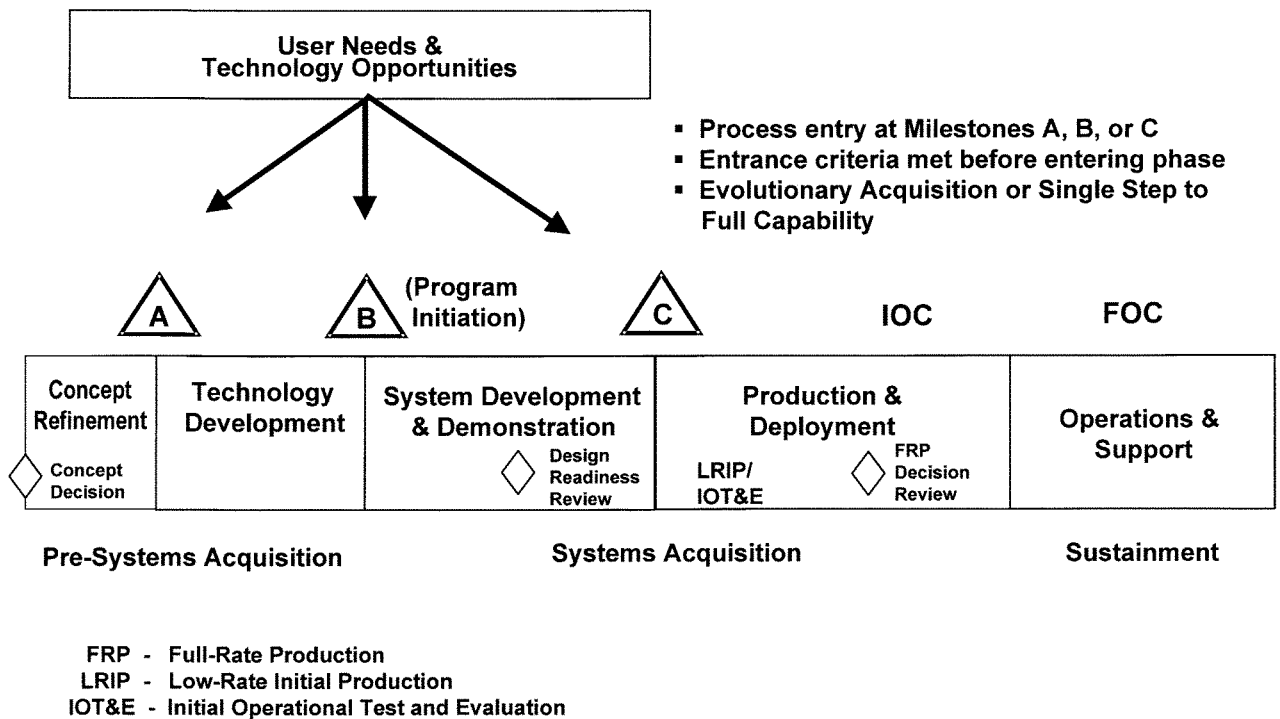 User Needs &
Technology Opportunities
▪ Process entry at Milestones A, B, or C
▪ Entrance criteria met before entering phase
▪ Evolutionary Acquisition or Single Step to
Full Capability
A
B
(Program
Initiation)
C
IOC
FOC
Concept
Refinement
Concept
Decision
Technology
Development
System Development
& Demonstration
Design
Readiness
Review
Production &
Deployment
LRIP/
IOT&E
FRP
Decision
Review
Operations &
Support
Pre-Systems Acquisition
Systems Acquisition
Sustainment
FRP - Full-Rate Production
LRIP - Low-Rate Initial Production
IOT&E - Initial Operational Test and Evaluation